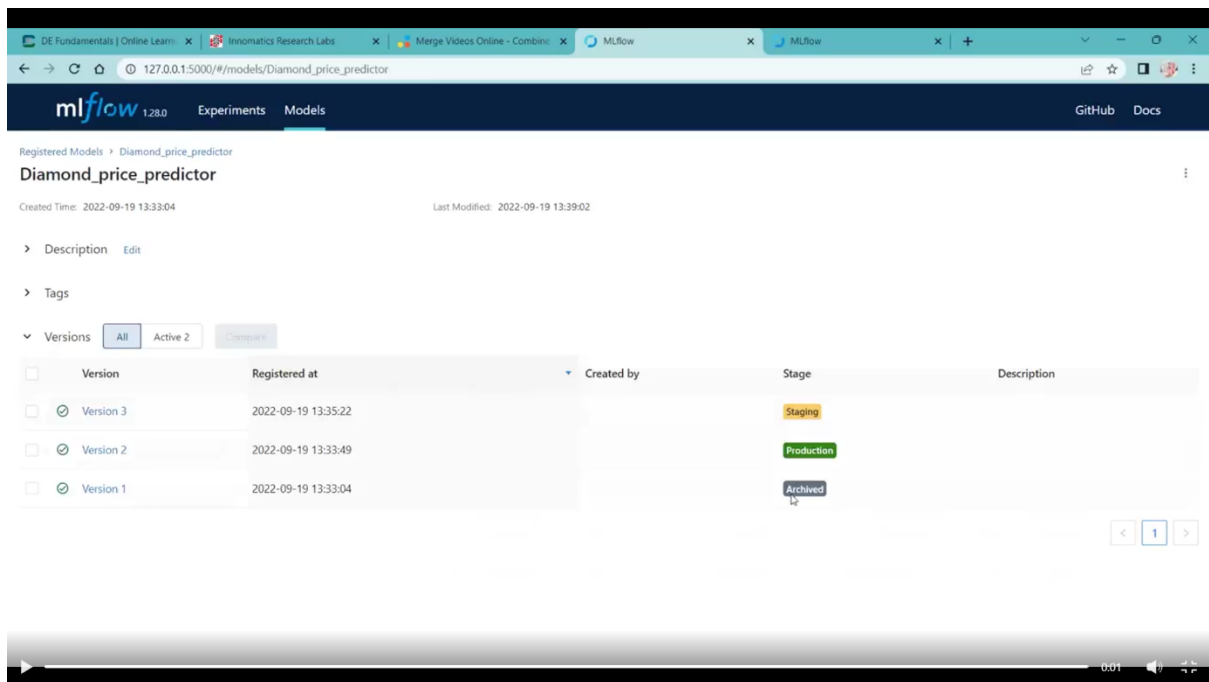 DE Fundamentals | Online Learni
Innomatics Research Labs
Merge Videos Online - Combine
MLflow
MLflow
127.0.0.1:5000/#/models/Diamond_price_predictor
mlflow 1.28.0 Experiments Models GitHub Docs
Registered Models > Diamond_price_predictor
Diamond_price_predictor
Created Time: 2022-09-19 13:33:04 Last Modified: 2022-09-19 13:39:02
Description Edit
Tags
Versions All Active 2 Compare
Version Registered at Created by Stage Description
Version 3 2022-09-19 13:35:22 Staging
Version 2 2022-09-19 13:33:49 Production
Version 1 2022-09-19 13:33:04 Archived
< 1 >
0:01